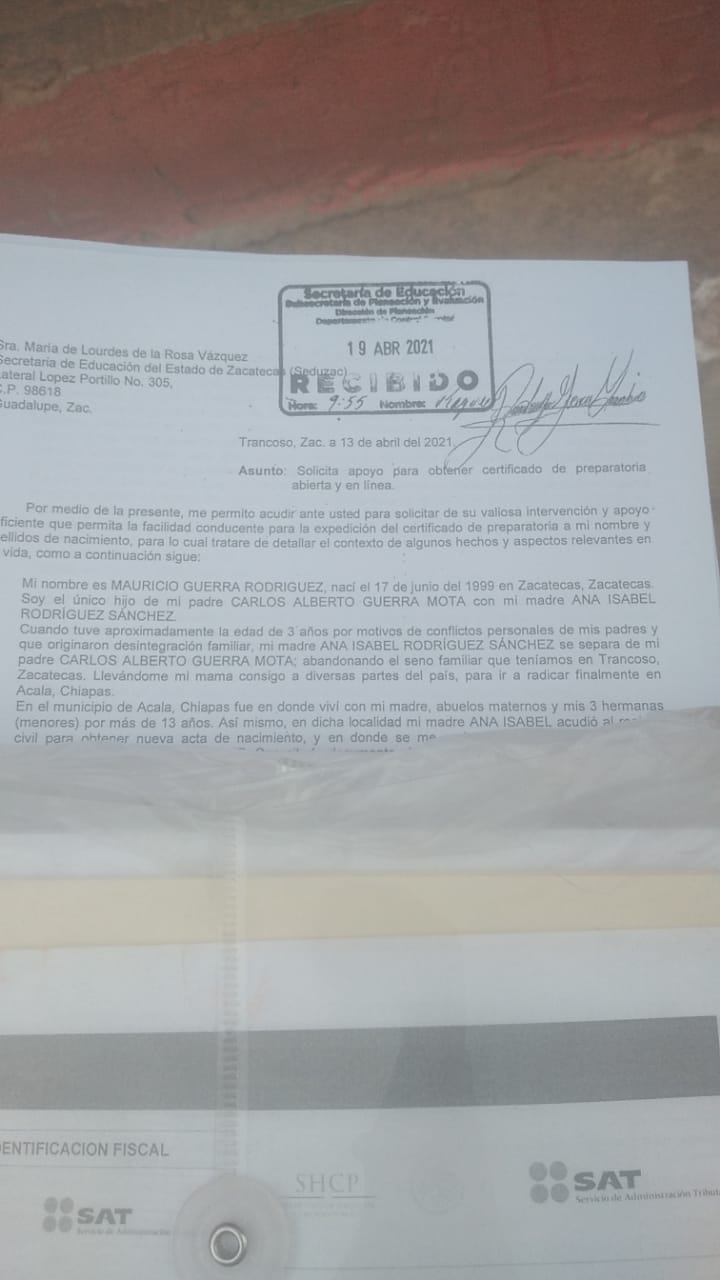 Secretaría de Educación
Subsecretaría de Planeación y Evaluación
Dirección de Planeación
Departamento
19 ABR 2021
RECIBIDO
Hora: 9:55 Nombre:
Sra. María de Lourdes de la Rosa Vázquez
Secretaria de Educación del Estado de Zacatecas (Seduzac)
Lateral Lopez Portillo No. 305,
C.P. 98618
Guadalupe, Zac.
Trancoso, Zac. a 13 de abril del 2021.
Asunto: Solicita apoyo para obtener certificado de preparatoria
abierta y en línea.
Por medio de la presente, me permito acudir ante usted para solicitar de su valiosa intervención y apoyo
ficiente que permita la facilidad conducente para la expedición del certificado de preparatoria a mi nombre y
ellidos de nacimiento, para lo cual tratare de detallar el contexto de algunos hechos y aspectos relevantes en
vida, como a continuación sigue:
Mi nombre es MAURICIO GUERRA RODRIGUEZ, nací el 17 de junio del 1999 en Zacatecas, Zacatecas.
Soy el único hijo de mi padre CARLOS ALBERTO GUERRA MOTA con mi madre ANA ISABEL
RODRÍGUEZ SÁNCHEZ.
Cuando tuve aproximadamente la edad de 3 años por motivos de conflictos personales de mis padres y
que originaron desintegración familiar, mi madre ANA ISABEL RODRÍGUEZ SÁNCHEZ se separa de mi
padre CARLOS ALBERTO GUERRA MOTA; abandonando el seno familiar que teníamos en Trancoso,
Zacatecas. Llevándome mi mama consigo a diversas partes del país, para ir a radicar finalmente en
Acala, Chiapas.
En el municipio de Acala, Chiapas fue en donde viví con mi madre, abuelos maternos y mis 3 hermanas
(menores) por más de 13 años. Así mismo, en dicha localidad mi madre ANA ISABEL acudió al
civil para obtener nueva acta de nacimiento, y en donde se me
DENTIFICACION FISCAL
SHCP
SAT
Servicio de Administración Tribut
SAT
Servicio de Administración